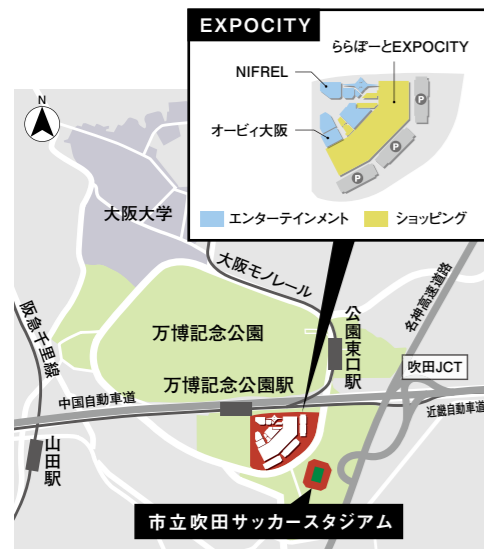 EXPOCITY
ららぽーとEXPOCITY
NIFREL
オービィ大阪
P
P
P
エンターテインメント
ショッピング
N
大阪大学
大阪モノレール
名神高速道路
阪急千里線
万博記念公園
公園東口駅
万博記念公園駅
吹田JCT
中国自動車道
近畿自動車道
山田駅
市立吹田サッカースタジアム